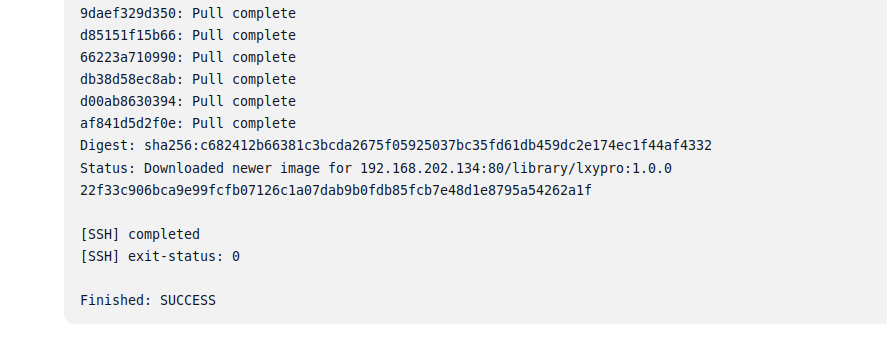 9daef329d350: Pull complete
d85151f15b66: Pull complete
66223a710990: Pull complete
db38d58ec8ab: Pull complete
d00ab8630394: Pull complete
af841d5d2f0e: Pull complete
Digest: sha256:c682412b66381c3bcda2675f05925037bc35fd61db459dc2e174ec1f44af4332
Status: Downloaded newer image for 192.168.202.134:80/library/lxypro:1.0.0
22f33c906bca9e99fcfb07126c1a07dab9b0fdb85fcb7e48d1e8795a54262a1f
[SSH] completed
[SSH] exit-status: 0
Finished: SUCCESS